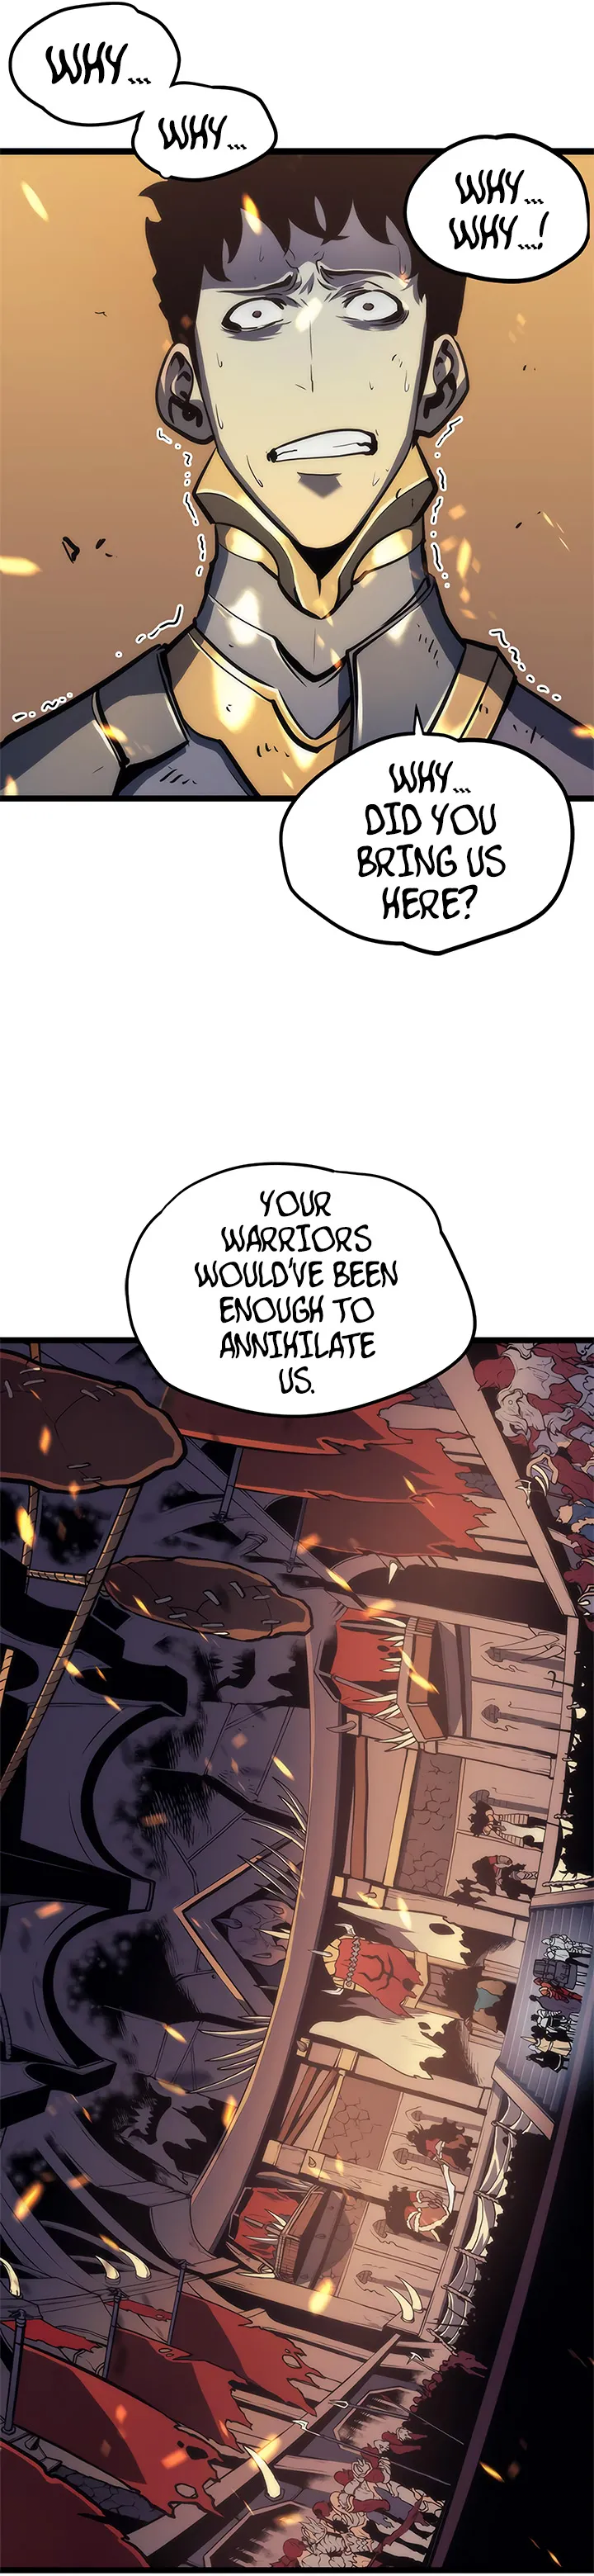 WHY...
WHY...
WHY...
WHY...!
WHY...
DID YOU
BRING US
HERE?
YOUR
WARRIORS
WOULD'VE BEEN
ENOUGH TO
ANNIHILATE
US.